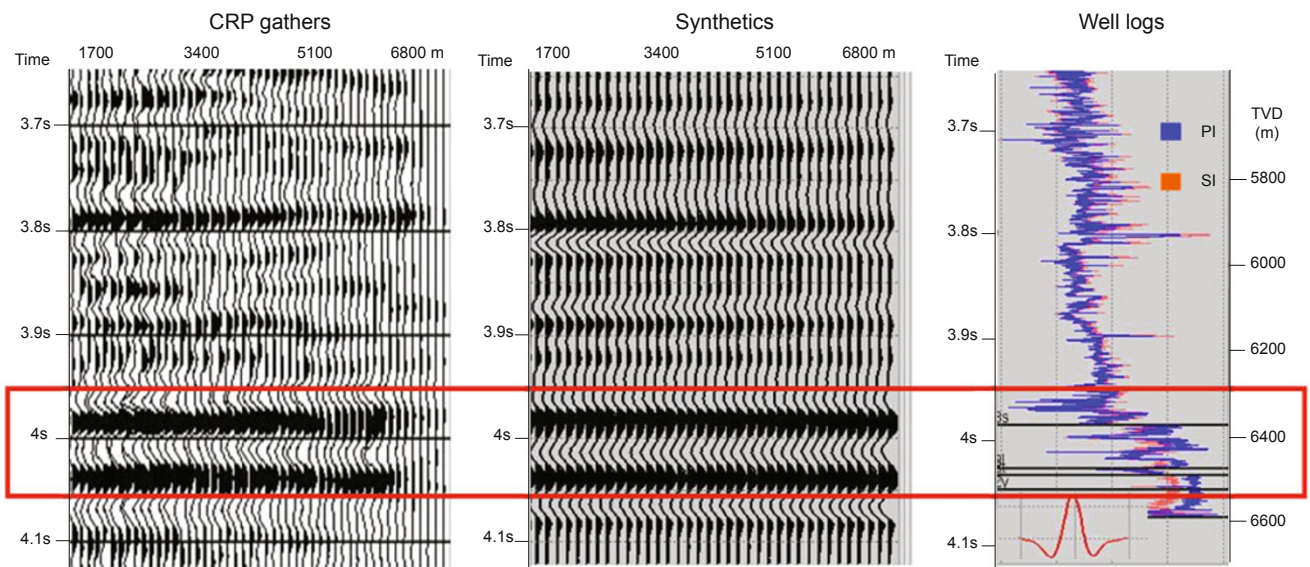 CRP gathers
Synthetics
Well logs
Time 1700 3400 5100 6800 m
Time 1700 3400 5100 6800 m
Time
3.7s
3.8s
3.9s
4s
4.1s
3.7s
3.8s
3.9s
4s
4.1s
3.7s
3.8s
3.9s
4s
4.1s
PI
SI
TVD
(m)
5800
6000
6200
6400
6600